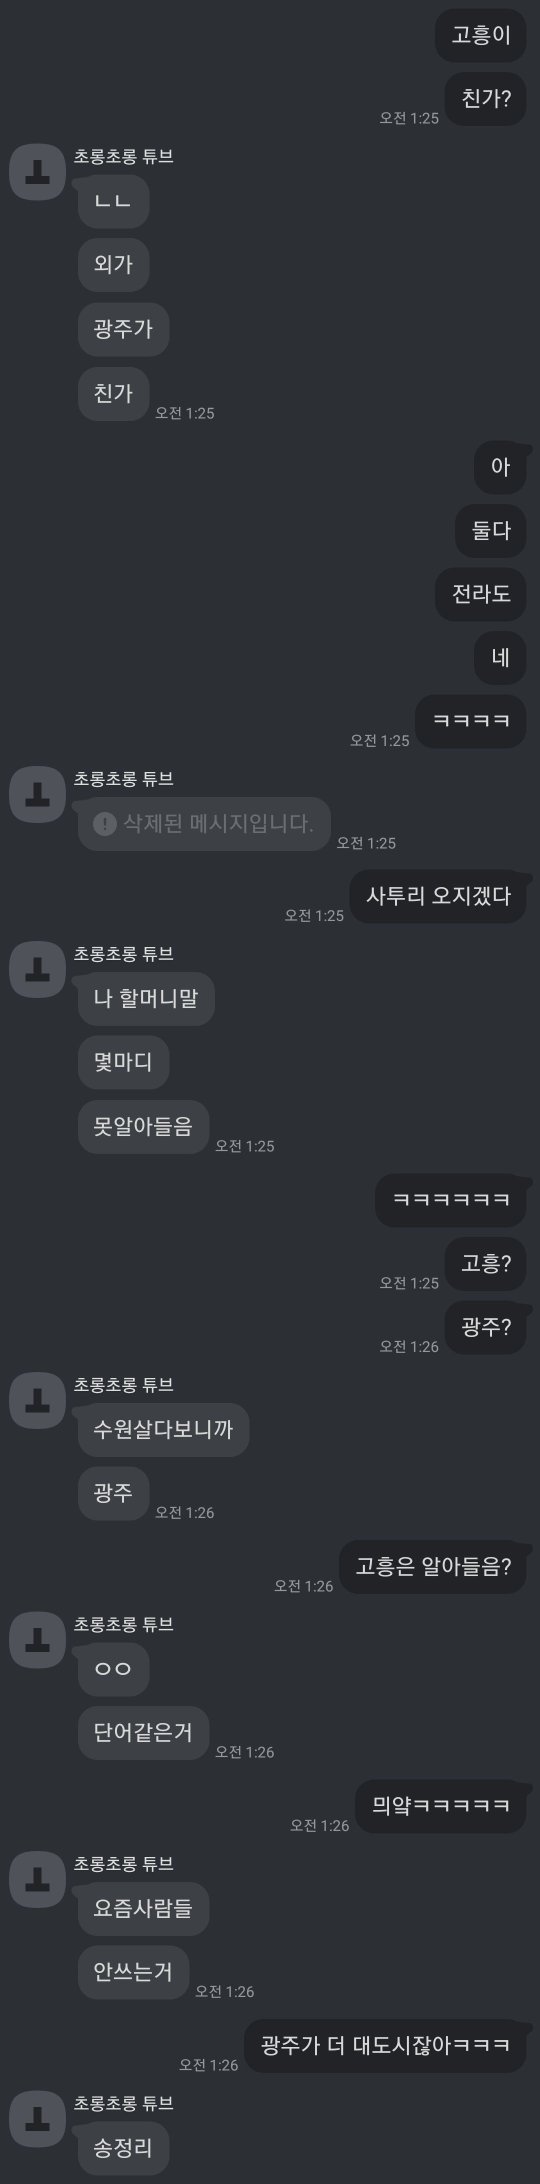 고흥이
친가?
오전 1:25
초롱초롱 튜브
ㄴㄴ
외가
광주가
친가
오전 1:25
아
둘다
전라도
네
ㅋㅋㅋㅋ
오전 1:25
초롱초롱 튜브
삭제된 메시지입니다.
오전 1:25
사투리 오지겠다
오전 1:25
초롱초롱 튜브
나 할머니말
몇마디
못알아들음
오전 1:25
ㅋㅋㅋㅋㅋㅋ
고흥?
오전 1:25
광주?
오전 1:26
초롱초롱 튜브
수원살다보니까
광주
오전 1:26
고흥은 알아들음?
오전 1:26
초롱초롱 튜브
ㅇㅇ
단어같은거
오전 1:26
믜얔ㅋㅋㅋㅋㅋ
오전 1:26
초롱초롱 튜브
요즘사람들
안쓰는거
오전 1:26
광주가 더 대도시잖아ㅋㅋㅋ
오전 1:26
초롱초롱 튜브
송정리